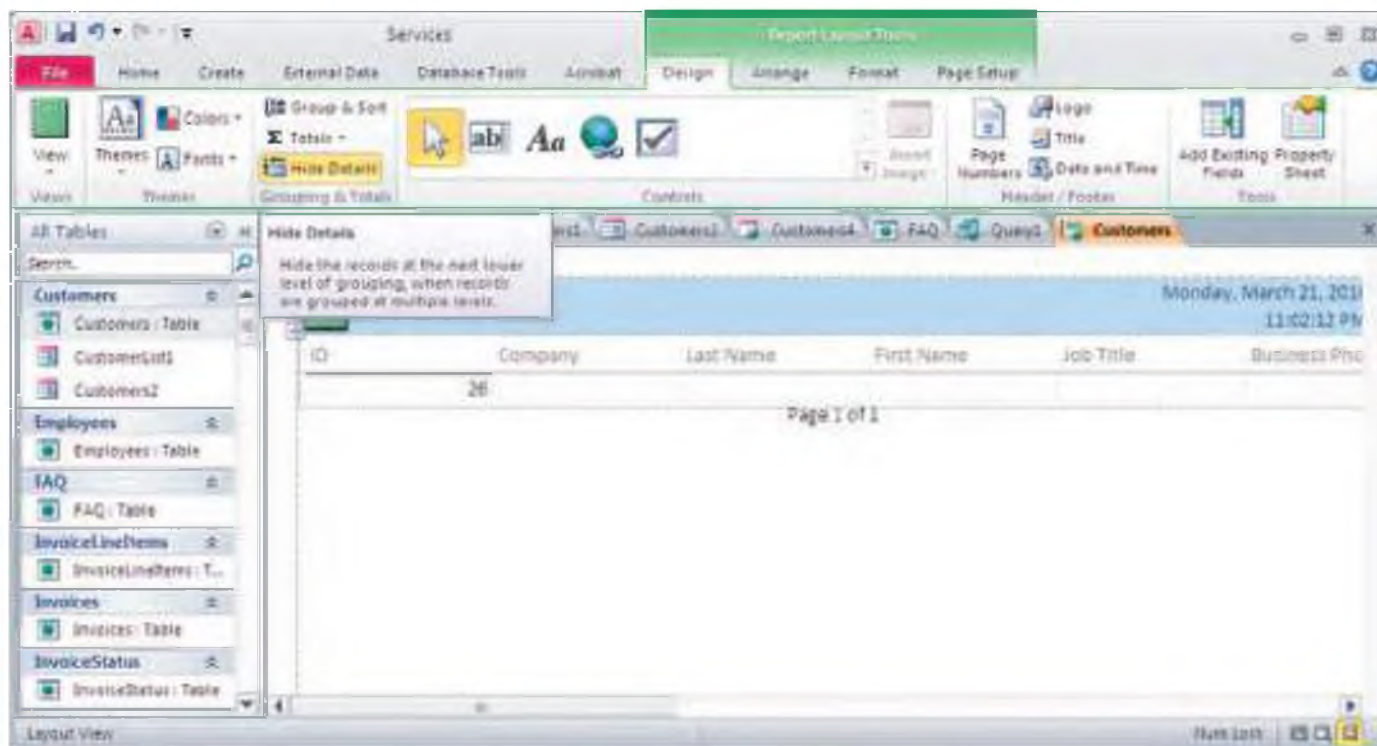 Services
Report Layout Tools
File Home Create External Data Database Tools Acrobat Design Arrange Format Page Setup
View
Themes
Colors
Fonts
Group & Sort
Totals
Hide Details
Aa
ab
Aa
Insert Image
Page Numbers
Logo
Title
Date and Time
Add Existing Fields
Property Sheet
Views Themes Grouping & Totals Controls Header / Footer Tools
All Tables
Search..
Customers
Customers : Table
CustomerList1
Customers2
Employees
Employees : Table
FAQ
FAQ : Table
InvoiceLineItems
InvoiceLineItems : T...
Invoices
Invoices : Table
InvoiceStatus
InvoiceStatus : Table
Hide Details
Hide the records at the next lower
level of grouping, when records
are grouped at multiple levels.
Customers4 FAQ Query1 Customers
Monday, March 21, 201
11:02:12 PM
ID Company Last Name First Name Job Title Business Pho
26
Page 1 of 1
Layout View Num Lock